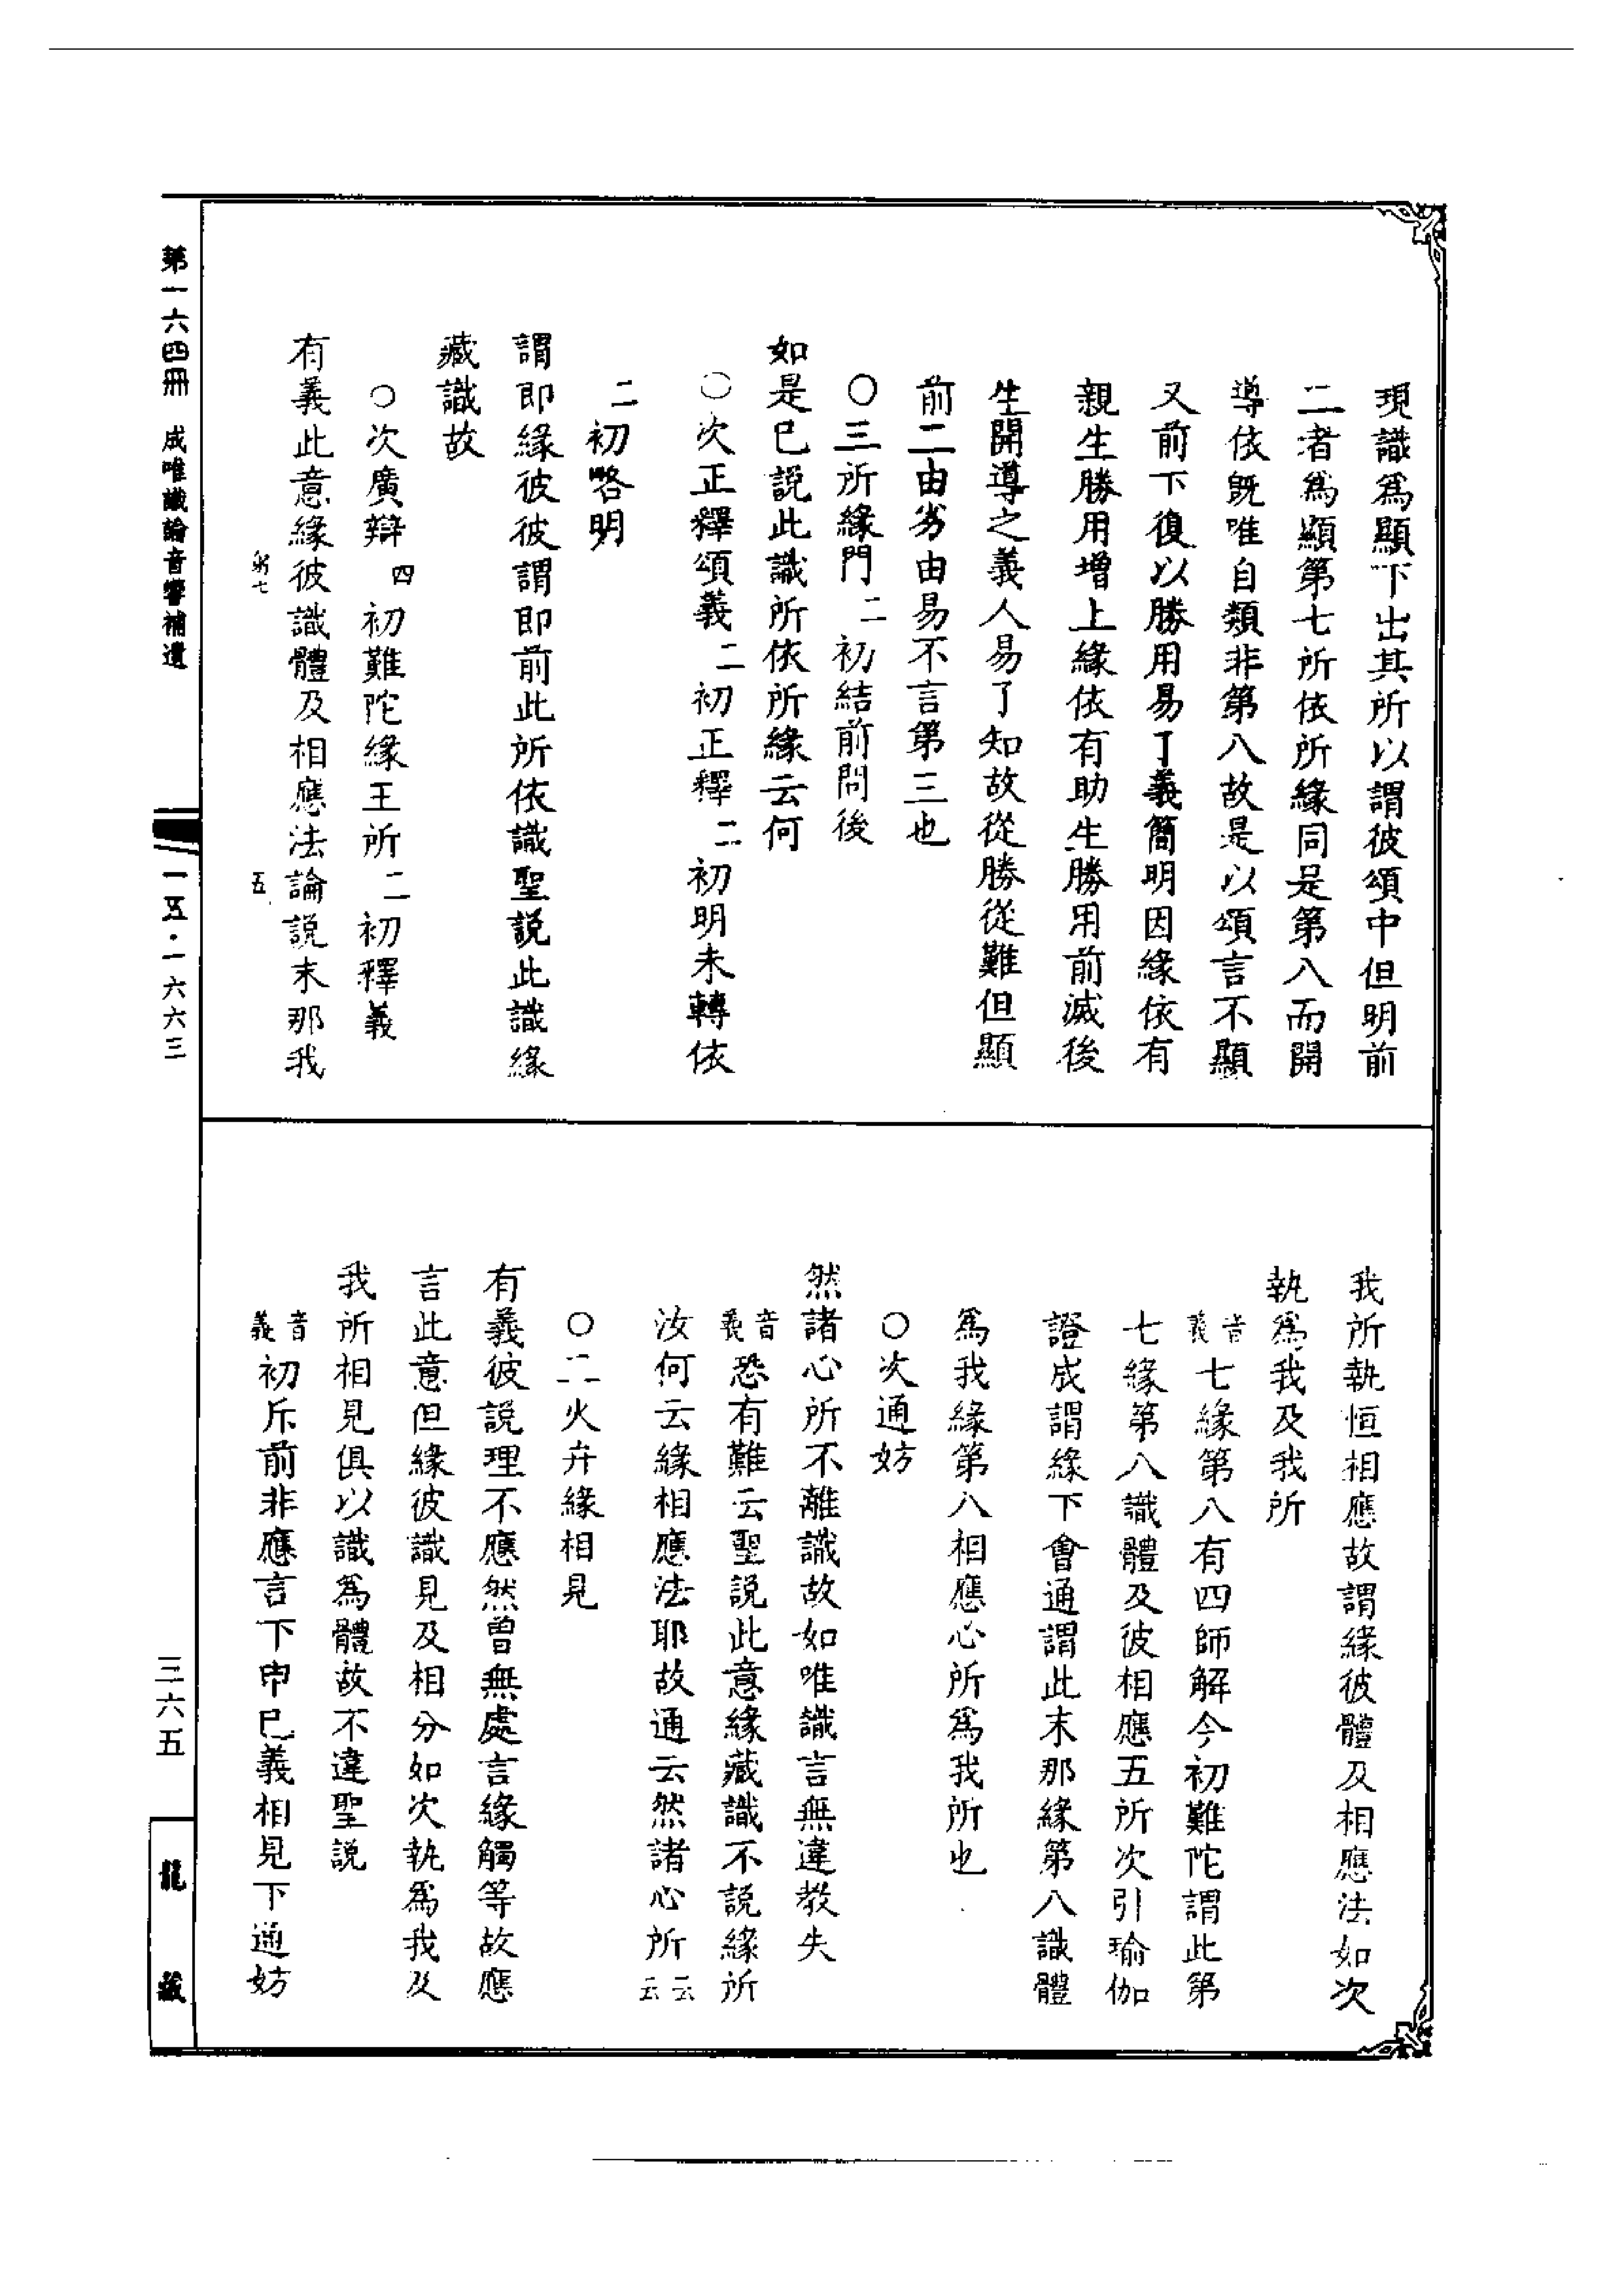 現識爲顯下出其所以謂彼頌中但明前
二者爲顯第七所依所緣同是第八而開
導依既唯自類非第八故是以頌言不顯
又前下復以勝用易了義簡明因緣依有
親生勝用增上緣依有助生勝用前滅後
生開導之義人易了知故從勝從難但顯
前二由劣由易不言第三也
○三所緣門二初結前問後
如是已說此識所依所緣云何
○次正釋頌義二初正釋二初明未轉依
二初略明
謂即緣彼彼謂即前此所依識聖說此識緣
藏識故
○次廣辯四初難陀緣王所二初釋義
有義此意緣彼識體及相應法論說末那我
躬七 五
我所執恒相應故謂緣彼體及相應法如次
執爲我及我所
音義七緣第八有四師解今初難陀謂此第
七緣第八識體及彼相應五所次引瑜伽
證成謂緣下會通謂此末那緣第八識體
爲我緣第八相應心所爲我所也
○次通妨
然諸心所不離識故如唯識言無違教失
音義恐有難云聖說此意緣藏識不說緣所
汝何云緣相應法耶故通云然諸心所云云
○二火弁緣相見
有義彼說理不應然曾無處言緣觸等故應
言此意但緣彼識見及相分如次執爲我及
我所相見俱以識爲體故不違聖說
音義初斥前非應言下申已義相見下通妨
第一六四冊 成唯識論音響補遺
一五·一六六三
三六五
龍藏